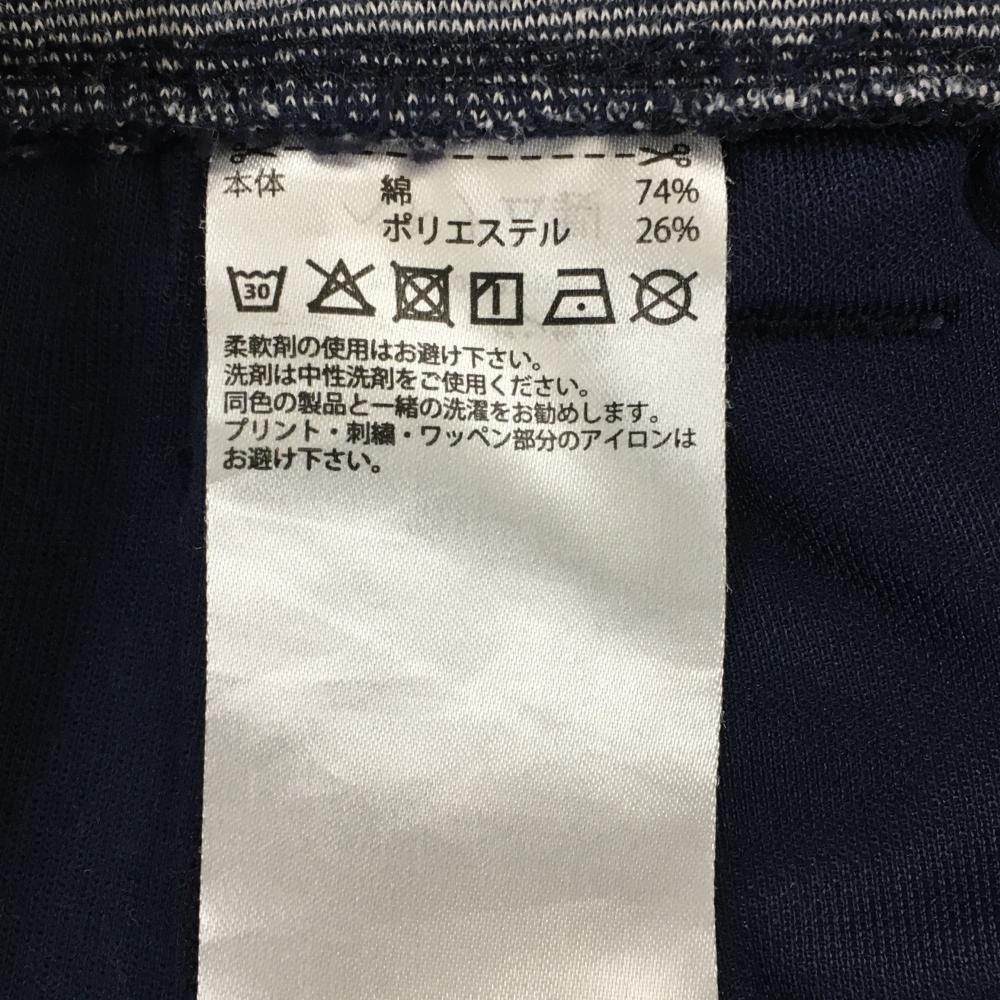 本体 綿 74%
ポリエステル 26%
30
柔軟剤の使用はお避け下さい。
洗剤は中性洗剤をご使用ください。
同色の製品と一緒の洗濯をお勧めします。
プリント・刺繍・ワッペン部分のアイロンは
お避け下さい。